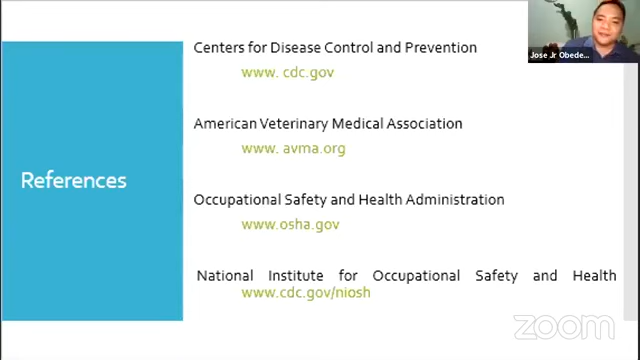 Centers for Disease Control and Prevention
www. cdc.gov
American Veterinary Medical Association
www. avma.org
References
Occupational Safety and Health Administration
www.osha.gov
National Institute for Occupational Safety and Health
www.cdc.gov/niosh
Jose Jr Obede...
zoom